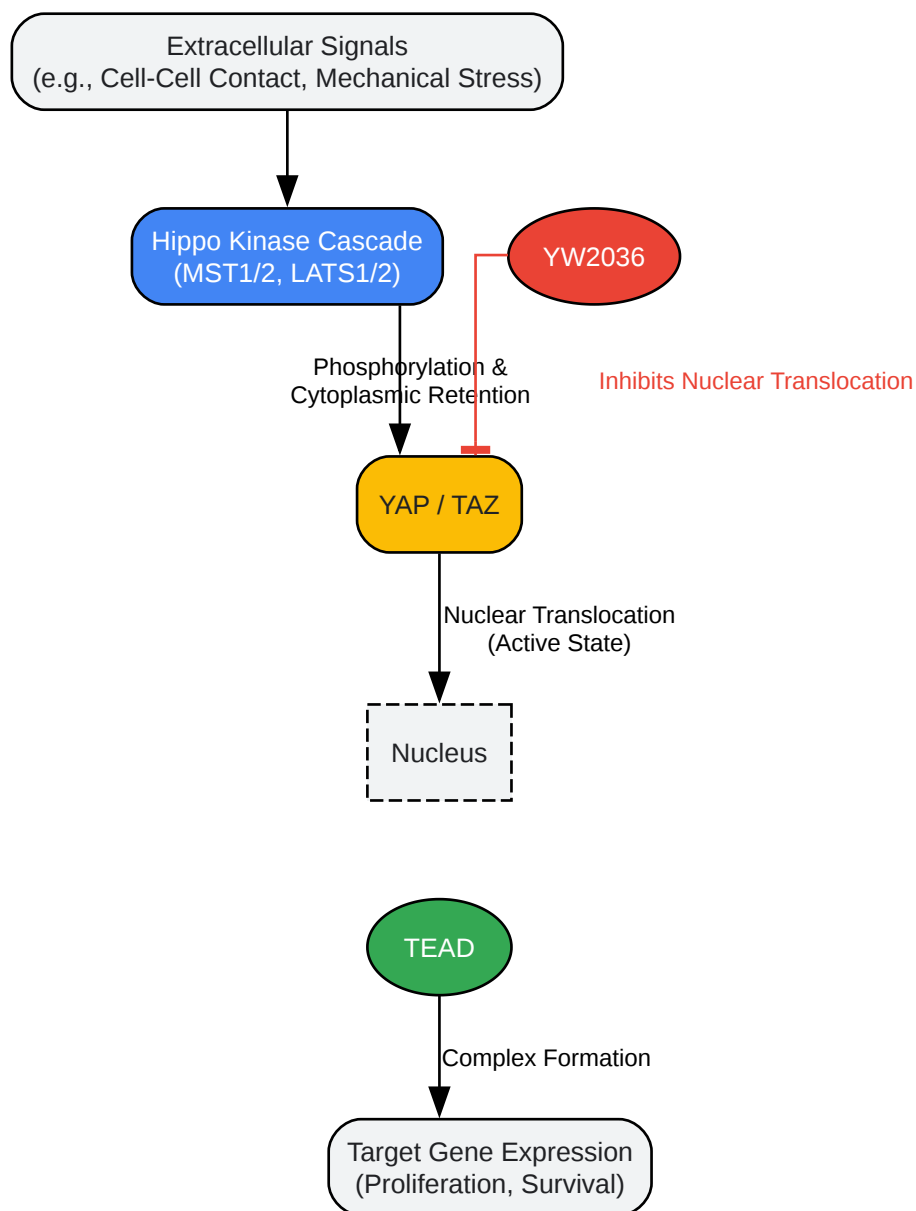 Extracellular Signals
(e.g., Cell-Cell Contact, Mechanical Stress)
Hippo Kinase Cascade
(MST1/2, LATS1/2)
YW2036
Phosphorylation &
Cytoplasmic Retention
Inhibits Nuclear Translocation
YAP / TAZ
Nuclear Translocation
(Active State)
Nucleus
TEAD
Complex Formation
Target Gene Expression
(Proliferation, Survival)